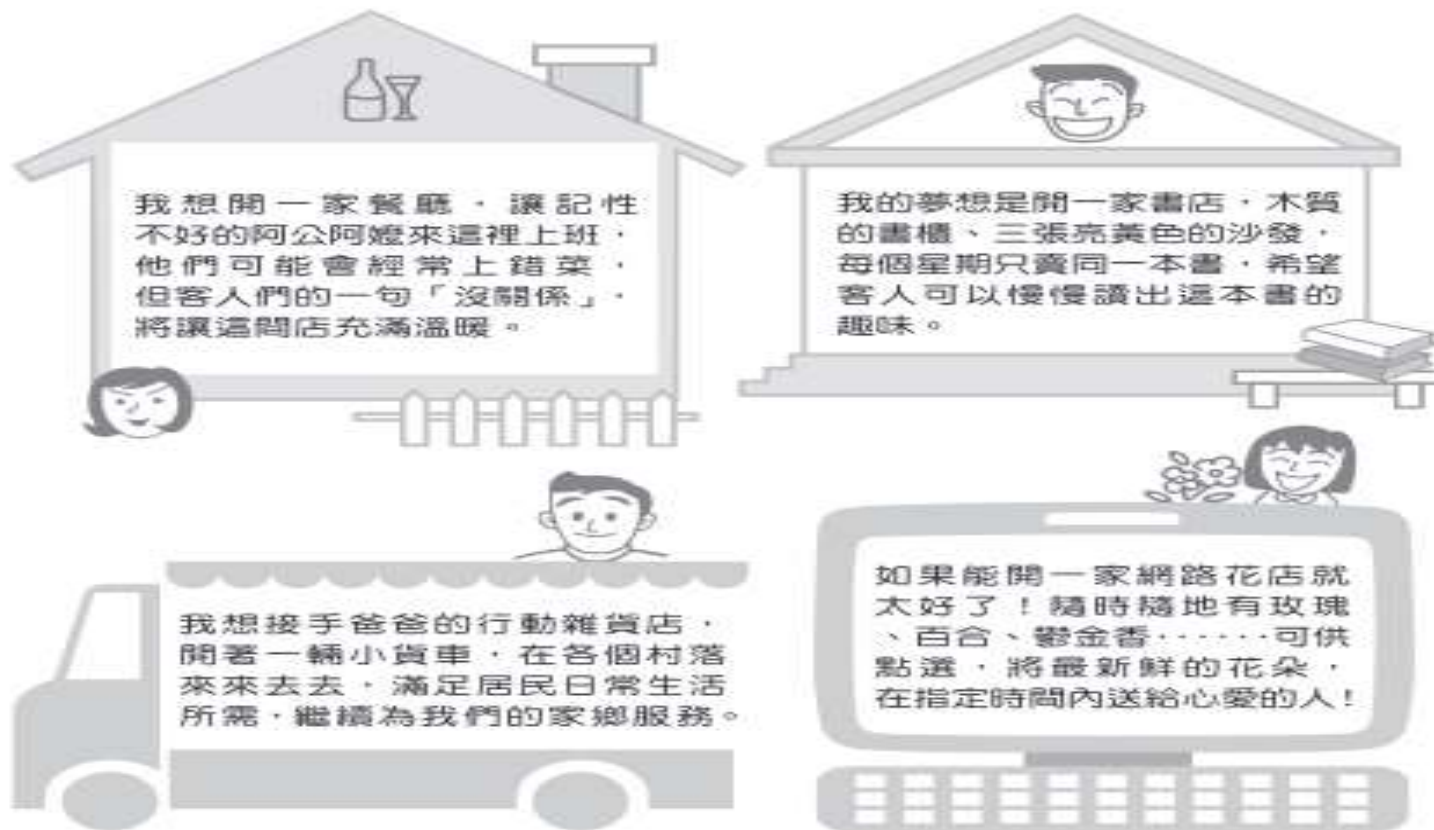 我想開一家餐廳，讓記性
不好的阿公阿嬤來這裡上班，
他們可能會經常上錯菜，
但客人們的一句「沒關係」，
將讓這間店充滿溫暖。
我的夢想是開一家書店，木質
的書櫃、三張亮黃色的沙發，
每個星期只賣同一本書，希望
客人可以慢慢讀出這本書的
趣味。
我想接手爸爸的行動雜貨店，
開著一輛小貨車，在各個村落
來來去去，滿足居民日常生活
所需，繼續為我們的家鄉服務。
如果能開一家網路花店就
太好了！隨時隨地有玫瑰
、百合、鬱金香……可供
點選，將最新鮮的花朵，
在指定時間內送給心愛的人！